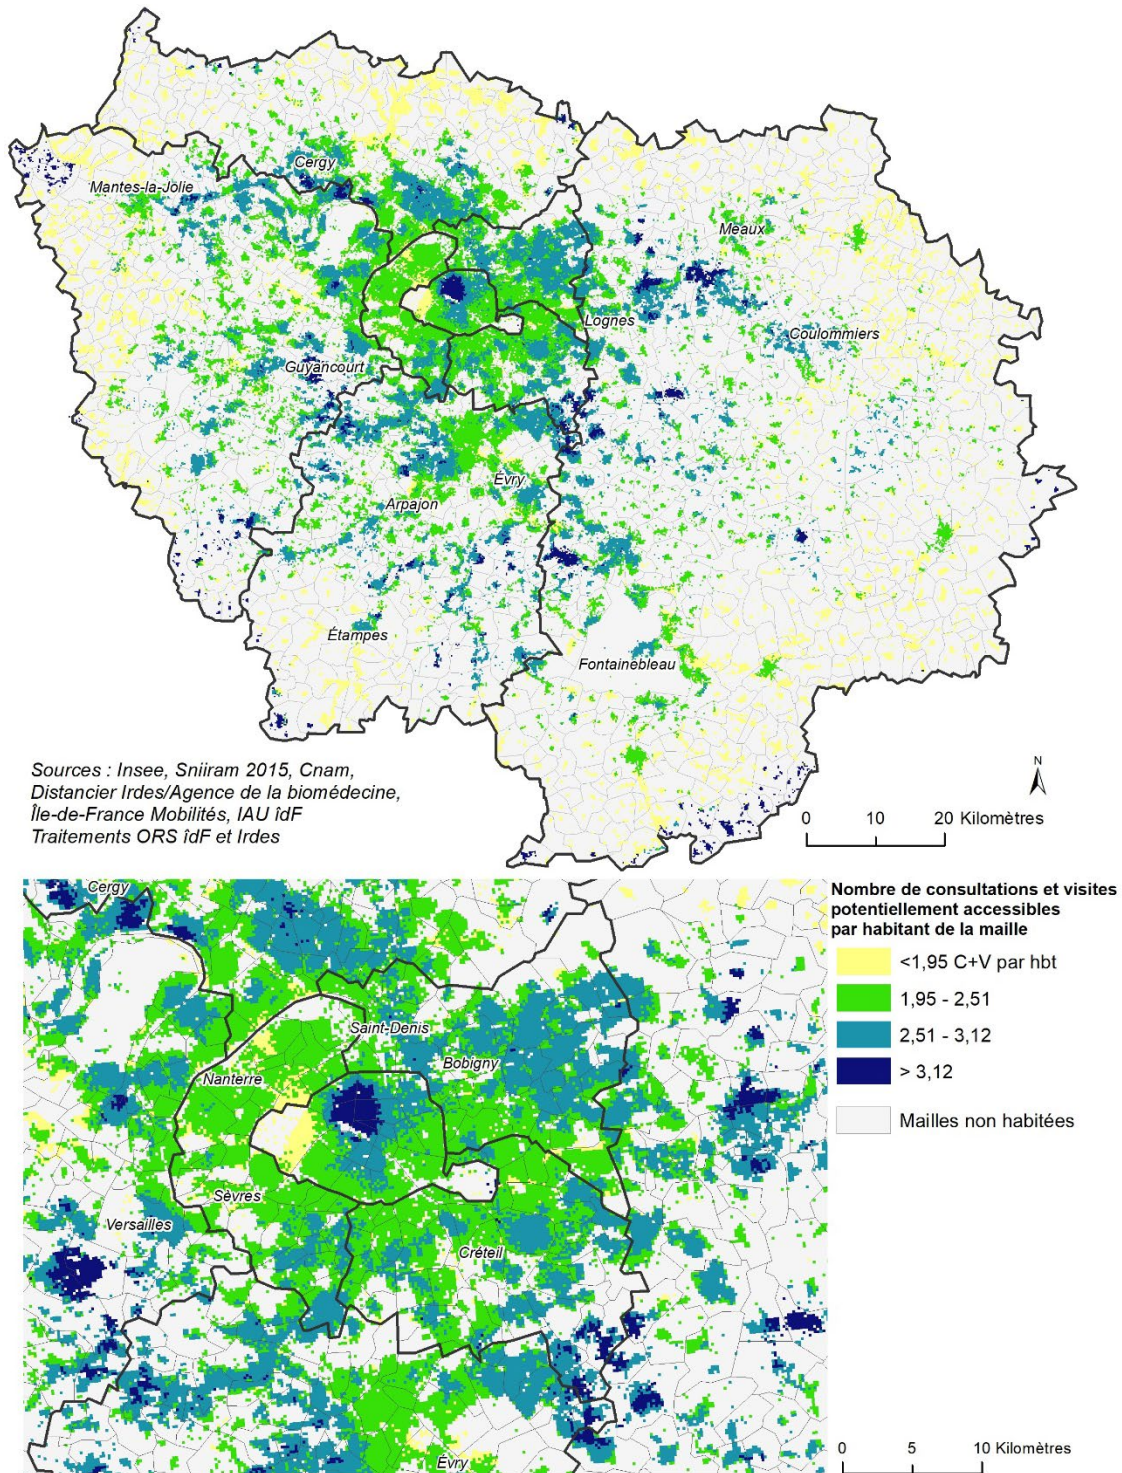 Cergy
Mantes-la-Jolie
Meaux
Lognes
Coulommiers
Guyancourt
Evry
Arpajon
Étampes
Fontainebleau
Sources : Insee, Sniiram 2015, Cnam,
Distancier Irdes/Agence de la biomédecine,
Île-de-France Mobilités, IAU îdF
Traitements ORS îdF et Irdes
N
0 10 20 Kilomètres
Cergy
Saint-Denis
Bobigny
Nanterre
Sèvres
Versailles
Créteil
Évry
Nombre de consultations et visites
potentiellement accessibles
par habitant de la maille
<1,95 C+V par hbt
1,95 - 2,51
2,51 - 3,12
> 3,12
Mailles non habitées
0 5 10 Kilomètres